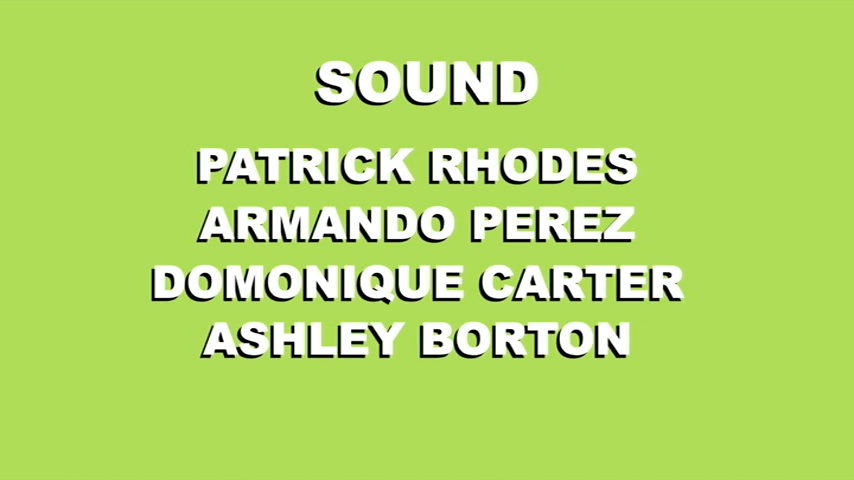 SOUND
PATRICK RHODES
ARMANDO PEREZ
DOMONIQUE CARTER
ASHLEY BORTON